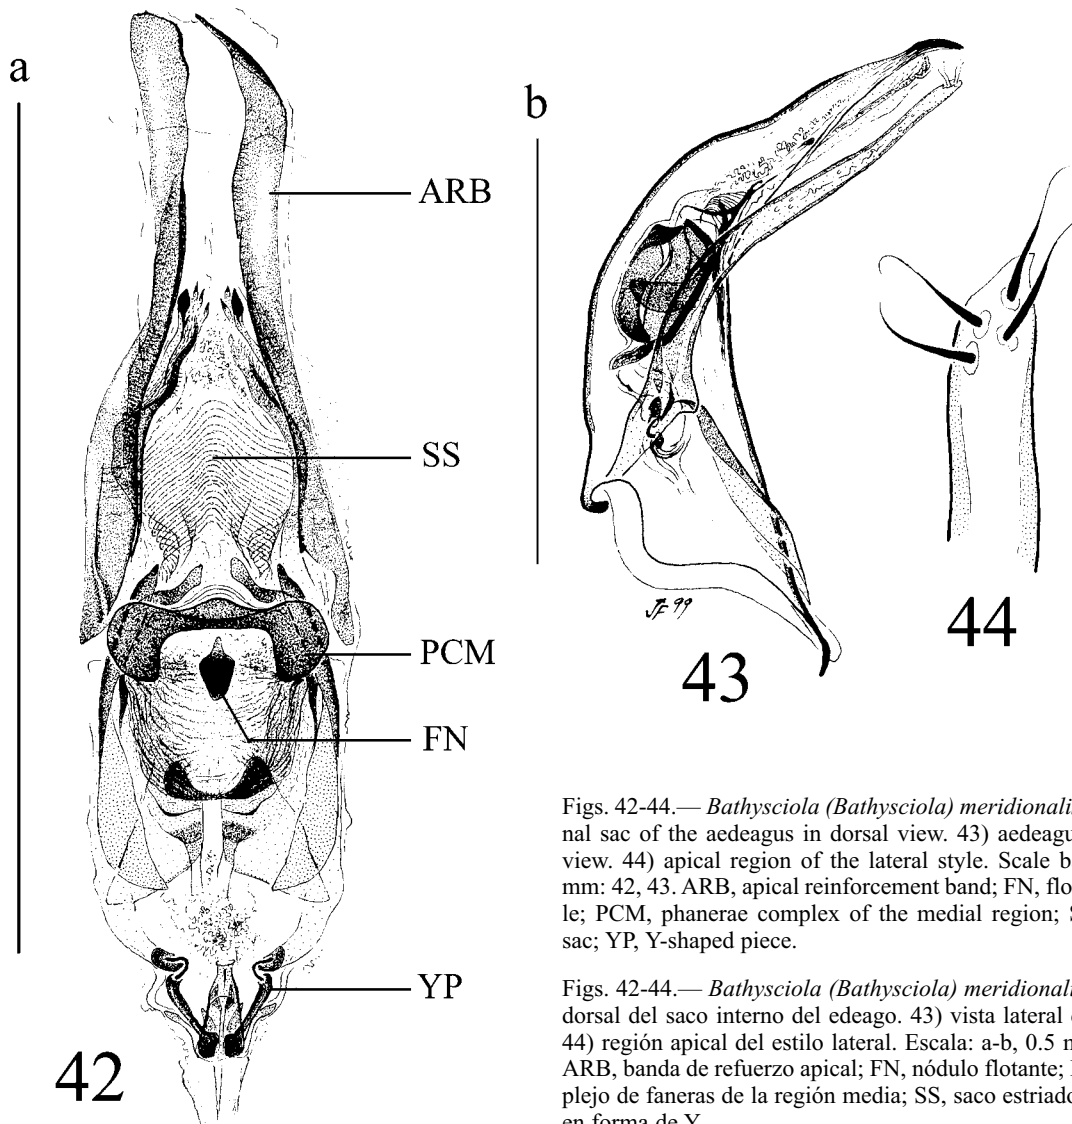 a
b
ARB
SS
PCM
FN
YP
42
JF 99
43
44
Figs. 42-44.— Bathysciola (Bathysciola) meridionalis
nal sac of the aedeagus in dorsal view. 43) aedeagu
view. 44) apical region of the lateral style. Scale b
mm: 42, 43. ARB, apical reinforcement band; FN, flo
le; PCM, phanerae complex of the medial region; S
sac; YP, Y-shaped piece.
Figs. 42-44.— Bathysciola (Bathysciola) meridionalis
dorsal del saco interno del edeago. 43) vista lateral
44) región apical del estilo lateral. Escala: a-b, 0.5 m
ARB, banda de refuerzo apical; FN, nódulo flotante;
plejo de faneras de la región media; SS, saco estriado
en forma de Y.